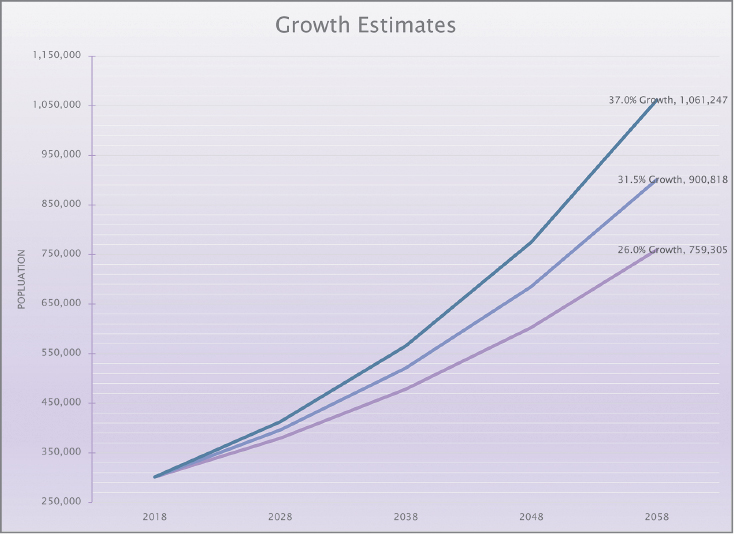 Growth Estimates
1,150,000
1,050,000
950,000
850,000
750,000
650,000
550,000
450,000
350,000
250,000
POPLUATION
37.0% Growth, 1,061,247
31.5% Growth, 900,818
26.0% Growth, 759,305
2018 2028 2038 2048 2058